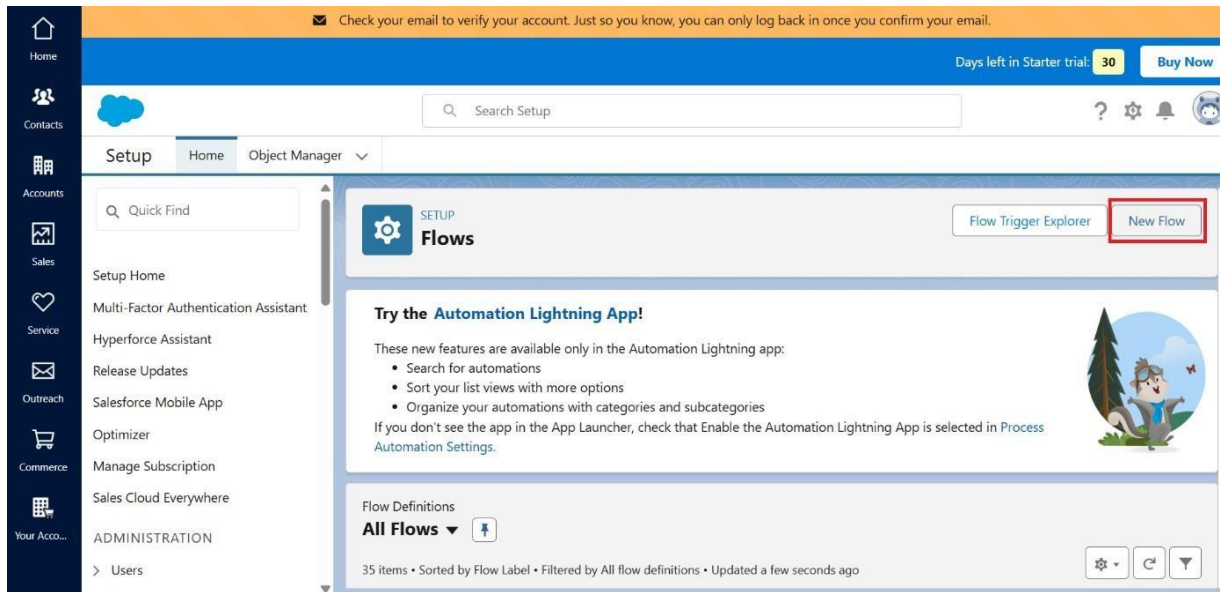 Check your email to verify your account. Just so you know, you can only log back in once you confirm your email.
Days left in Starter trial: 30
Buy Now
Home
Contacts
Accounts
Sales
Service
Outreach
Commerce
Your Acco...
Search Setup
Setup
Home
Object Manager
Quick Find
Setup Home
Multi-Factor Authentication Assistant
Hyperforce Assistant
Release Updates
Salesforce Mobile App
Optimizer
Manage Subscription
Sales Cloud Everywhere
ADMINISTRATION
Users
SETUP
Flows
Flow Trigger Explorer
New Flow
Try the Automation Lightning App!
These new features are available only in the Automation Lightning app:
• Search for automations
• Sort your list views with more options
• Organize your automations with categories and subcategories
If you don't see the app in the App Launcher, check that Enable the Automation Lightning App is selected in Process
Automation Settings.
Flow Definitions
All Flows
35 items • Sorted by Flow Label • Filtered by All flow definitions • Updated a few seconds ago